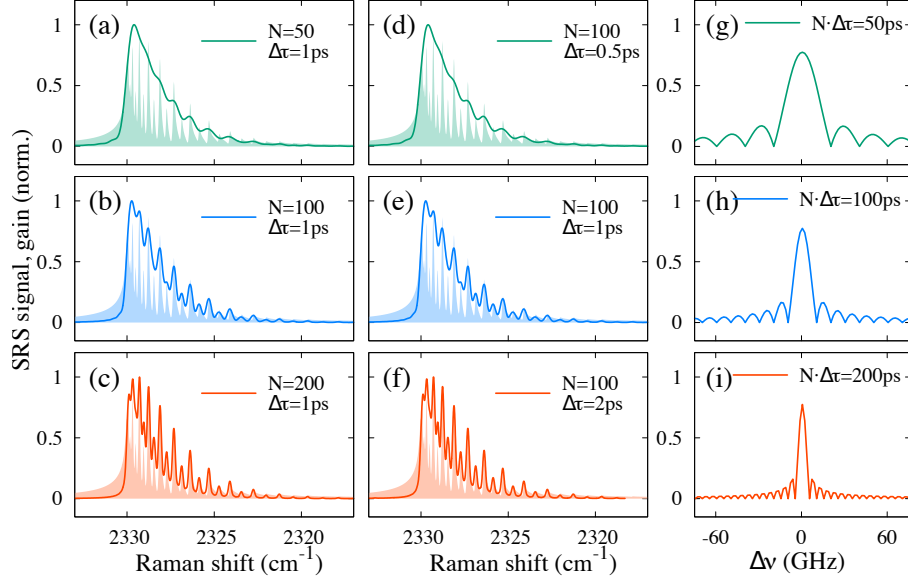 (a)
N=50
Δτ=1ps
(d)
N=100
Δτ=0.5ps
(g)
N·Δτ=50ps
1
0.5
0
(b)
N=100
Δτ=1ps
(e)
N=100
Δτ=1ps
(h)
N·Δτ=100ps
1
0.5
0
SRS signal, gain (norm.)
(c)
N=200
Δτ=1ps
(f)
N=100
Δτ=2ps
(i)
N·Δτ=200ps
1
0.5
0
2330 2325 2320
2330 2325 2320
-60 0 60
Raman shift (cm⁻¹)
Raman shift (cm⁻¹)
Δν (GHz)